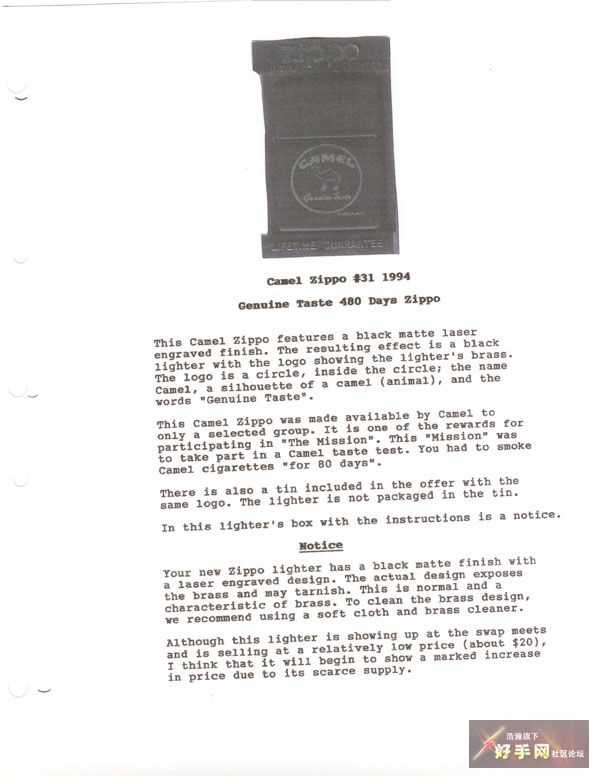 Zippo
CAMEL
Genuine Taste
LIFETIME GUARANTEE
Camel Zippo #31 1994
Genuine Taste 480 Days Zippo
This Camel Zippo features a black matte laser
engraved finish. The resulting effect is a black
lighter with the logo showing the lighter's brass.
The logo is a circle, inside the circle; the name
Camel, a silhouette of a camel (animal), and the
words "Genuine Taste".
This Camel Zippo was made available by Camel to
only a selected group. It is one of the rewards for
participating in "The Mission". This "Mission" was
to take part in a Camel taste test. You had to smoke
Camel cigarettes "for 80 days".
There is also a tin included in the offer with the
same logo. The lighter is not packaged in the tin.
In this lighter's box with the instructions is a notice.
Notice
Your new Zippo lighter has a black matte finish with
a laser engraved design. The actual design exposes
the brass and may tarnish. This is normal and a
characteristic of brass. To clean the brass design,
we recommend using a soft cloth and brass cleaner.
Although this lighter is showing up at the swap meets
and is selling at a relatively low price (about $20),
I think that it will begin to show a marked increase
in price due to its scarce supply.
浩瀚旗下
好手网社区论坛